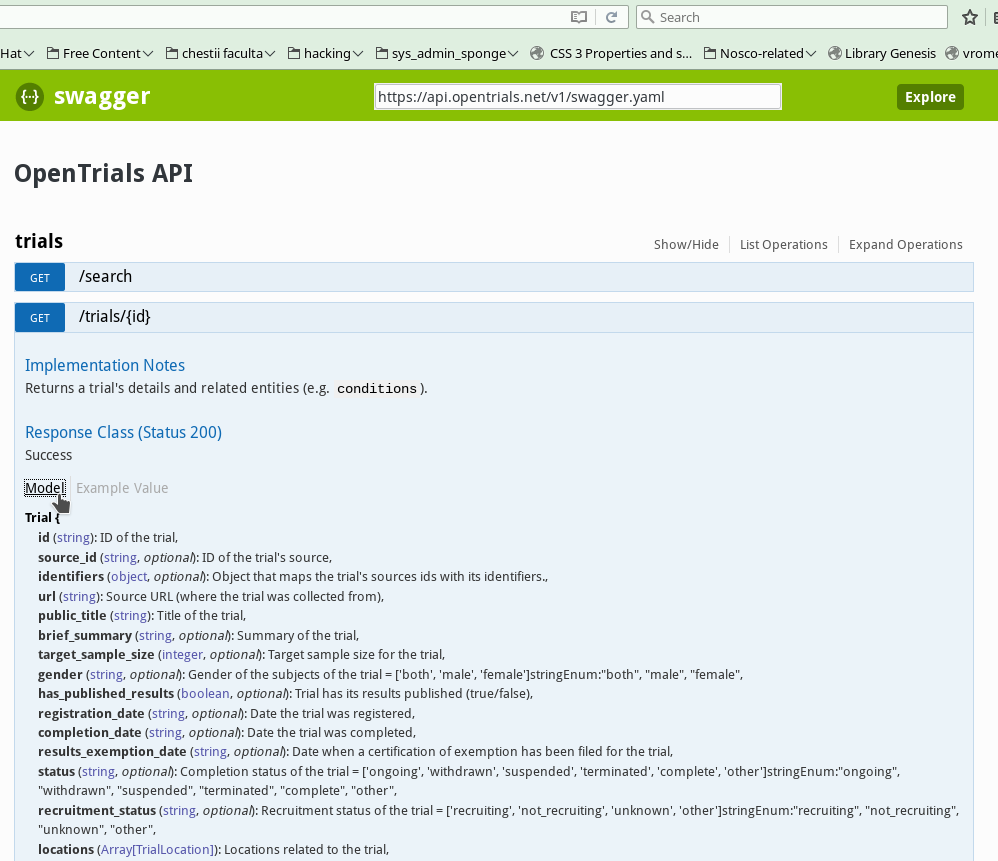 Search
Hat Free Content chestii faculta hacking sys_admin_sponge CSS 3 Properties and s... Nosco-related Library Genesis vrome
{···} swagger https://api.opentrials.net/v1/swagger.yaml Explore
OpenTrials API
trials Show/Hide List Operations Expand Operations
GET /search
GET /trials/{id}
Implementation Notes
Returns a trial's details and related entities (e.g. conditions).
Response Class (Status 200)
Success
Model Example Value
Trial {
id (string): ID of the trial,
source_id (string, optional): ID of the trial's source,
identifiers (object, optional): Object that maps the trial's sources ids with its identifiers.,
url (string): Source URL (where the trial was collected from),
public_title (string): Title of the trial,
brief_summary (string, optional): Summary of the trial,
target_sample_size (integer, optional): Target sample size for the trial,
gender (string, optional): Gender of the subjects of the trial = ['both', 'male', 'female']stringEnum:"both", "male", "female",
has_published_results (boolean, optional): Trial has its results published (true/false),
registration_date (string, optional): Date the trial was registered,
completion_date (string, optional): Date the trial was completed,
results_exemption_date (string, optional): Date when a certification of exemption has been filed for the trial,
status (string, optional): Completion status of the trial = ['ongoing', 'withdrawn', 'suspended', 'terminated', 'complete', 'other']stringEnum:"ongoing",
"withdrawn", "suspended", "terminated", "complete", "other",
recruitment_status (string, optional): Recruitment status of the trial = ['recruiting', 'not_recruiting', 'unknown', 'other']stringEnum:"recruiting", "not_recruiting",
"unknown", "other",
locations (Array[TrialLocation]): Locations related to the trial,